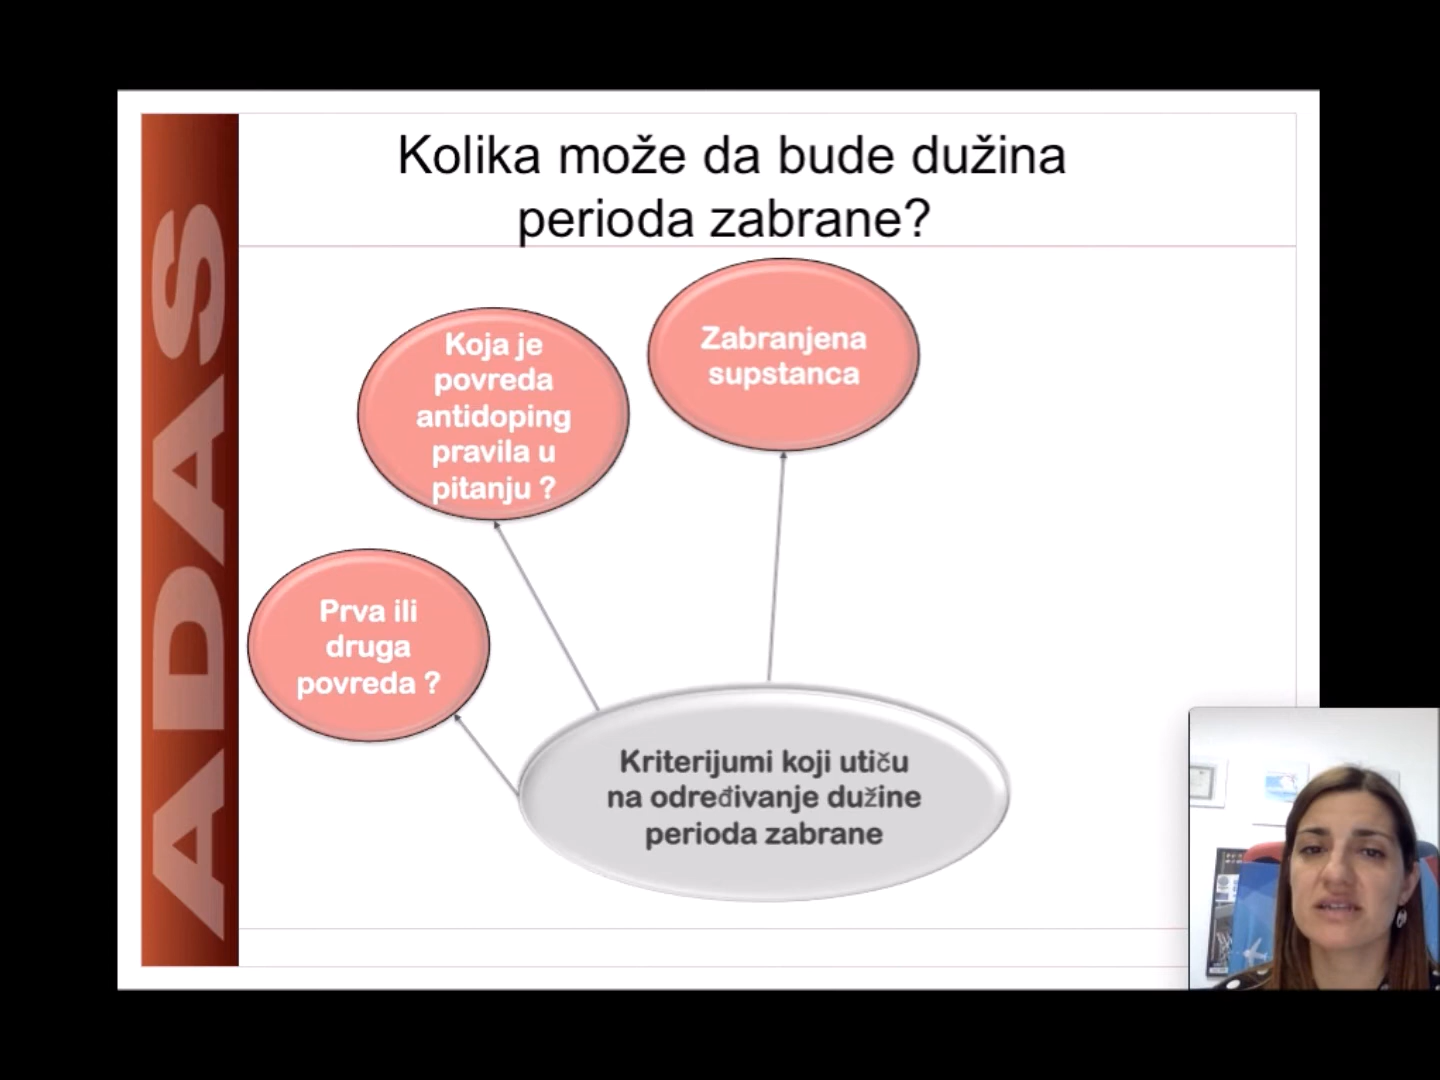 Kolika može da bude dužina
perioda zabrane?
ADAS
Koja je
povreda
antidoping
pravila u
pitanju ?
Zabranjena
supstanca
Prva ili
druga
povreda ?
Kriterijumi koji utiču
na određivanje dužine
perioda zabrane